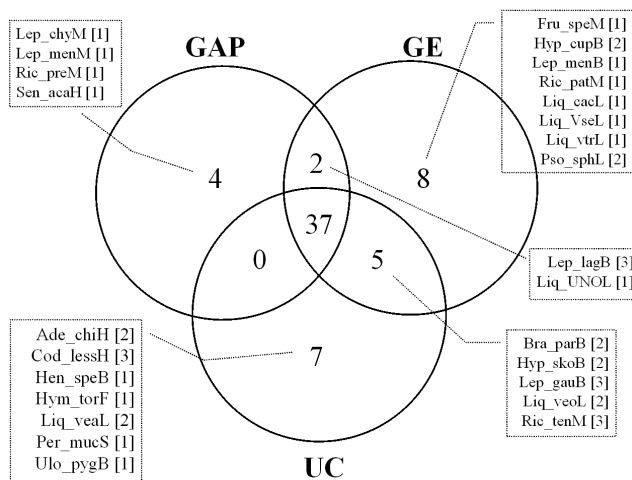 Lep_chyM [1]
Lep_menM [1]
Ric_preM [1]
Sen_acaH [1]
GAP
GE
Fru_speM [1]
Hyp_cupB [2]
Lep_menB [1]
Ric_patM [1]
Liq_cacL [1]
Liq_VseL [1]
Liq_vtrL [1]
Pso_sphL [2]
4
2
8
37
0
5
7
Lep_lagB [3]
Liq_UNOL [1]
Ade_chiH [2]
Cod_lessH [3]
Hen_speB [1]
Hym_torF [1]
Liq_veaL [2]
Per_mucS [1]
Ulo_pygB [1]
Bra_parB [2]
Hyp_skoB [2]
Lep_gauB [3]
Liq_veoL [2]
Ric_tenM [3]
UC